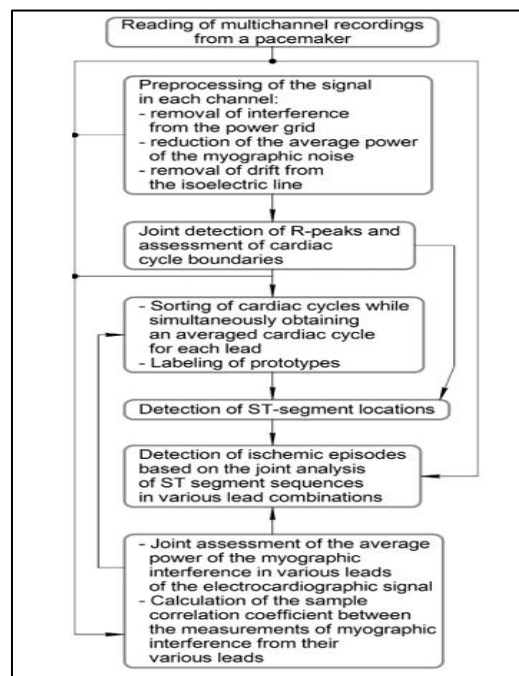 Reading of multichannel recordings
from a pacemaker
Preprocessing of the signal
in each channel:
- removal of interference
from the power grid
- reduction of the average power
of the myographic noise
- removal of drift from
the isoelectric line
Joint detection of R-peaks and
assessment of cardiac
cycle boundaries
- Sorting of cardiac cycles while
simultaneously obtaining
an averaged cardiac cycle
for each lead
- Labeling of prototypes
Detection of ST-segment locations
Detection of ischemic episodes
based on the joint analysis
of ST segment sequences
in various lead combinations
- Joint assessment of the average
power of the myographic
interference in various leads
of the electrocardiographic signal
- Calculation of the sample
correlation coefficient between
the measurements of myographic
interference from their
various leads